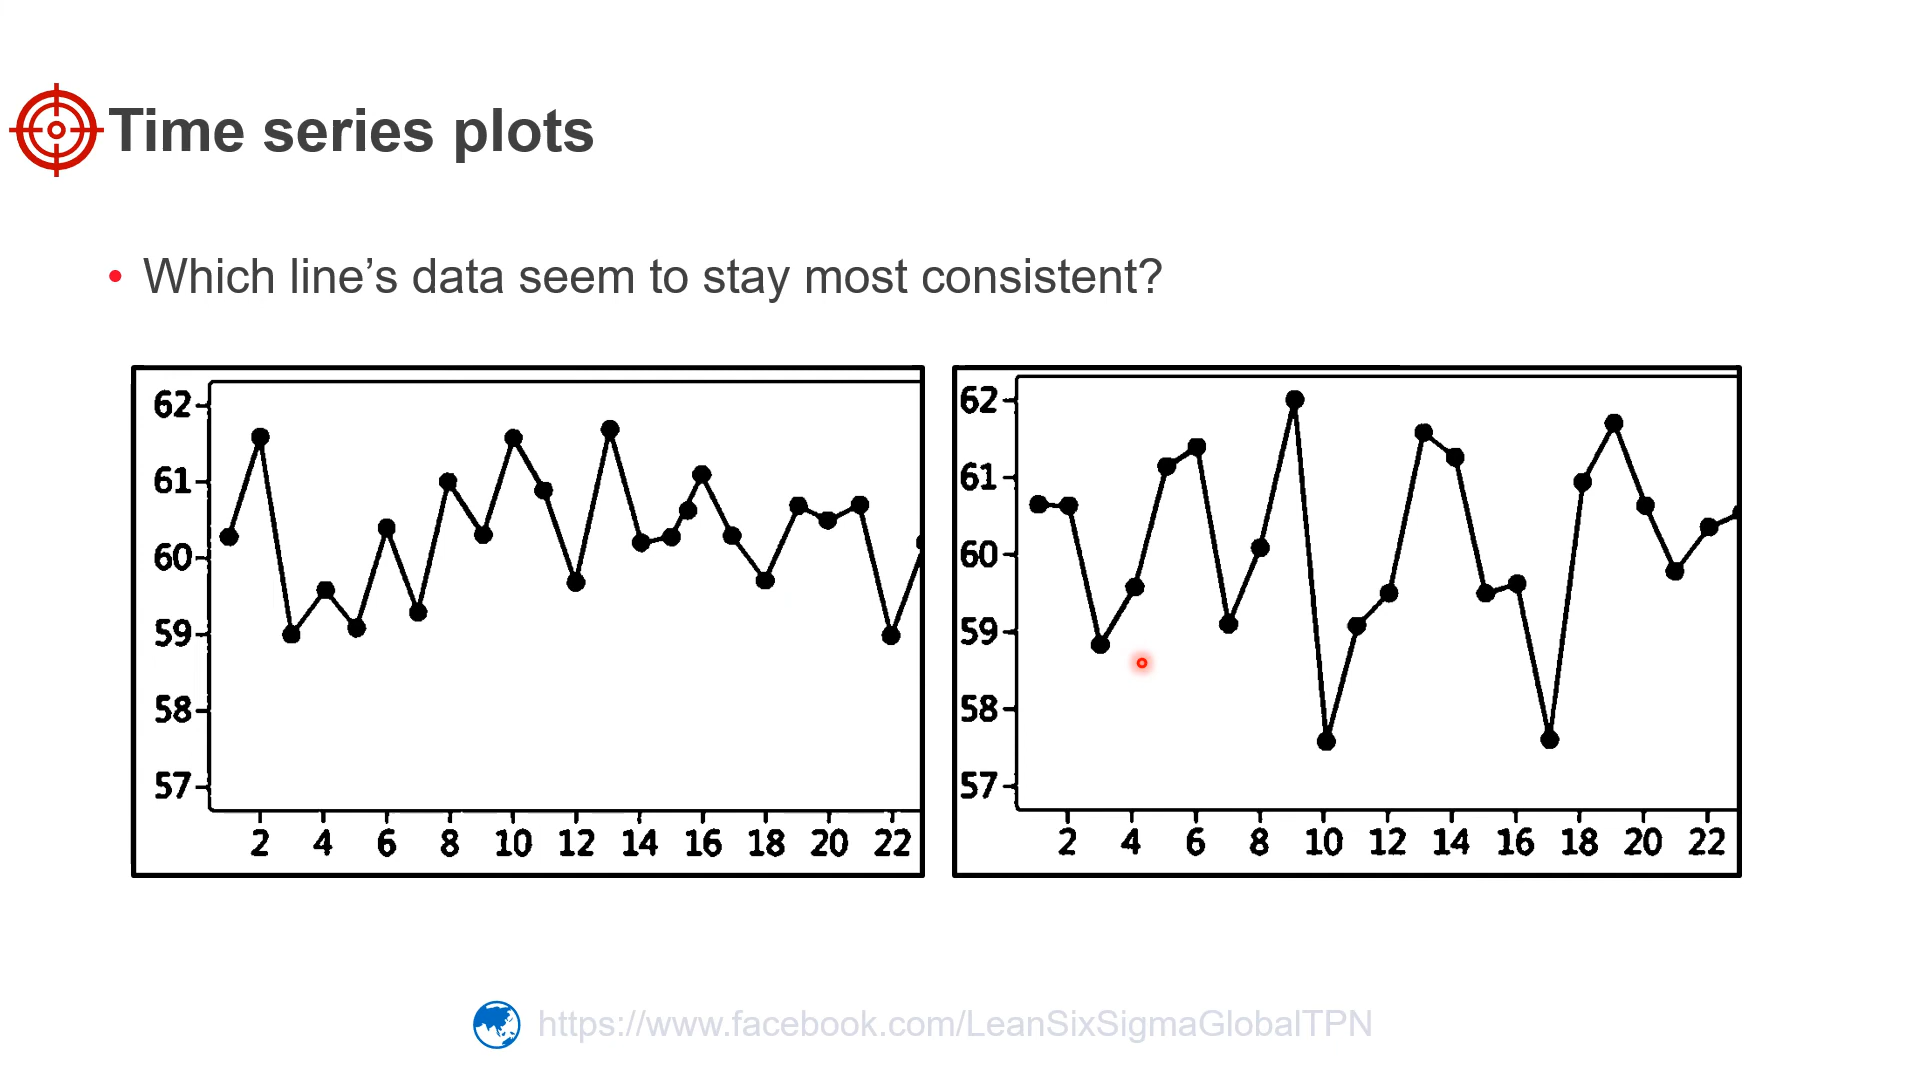 Time series plots
• Which line’s data seem to stay most consistent?
62
61
60
59
58
57
2 4 6 8 10 12 14 16 18 20 22
62
61
60
59
58
57
2 4 6 8 10 12 14 16 18 20 22
https://www.facebook.com/LeanSixSigmaGlobalTPN